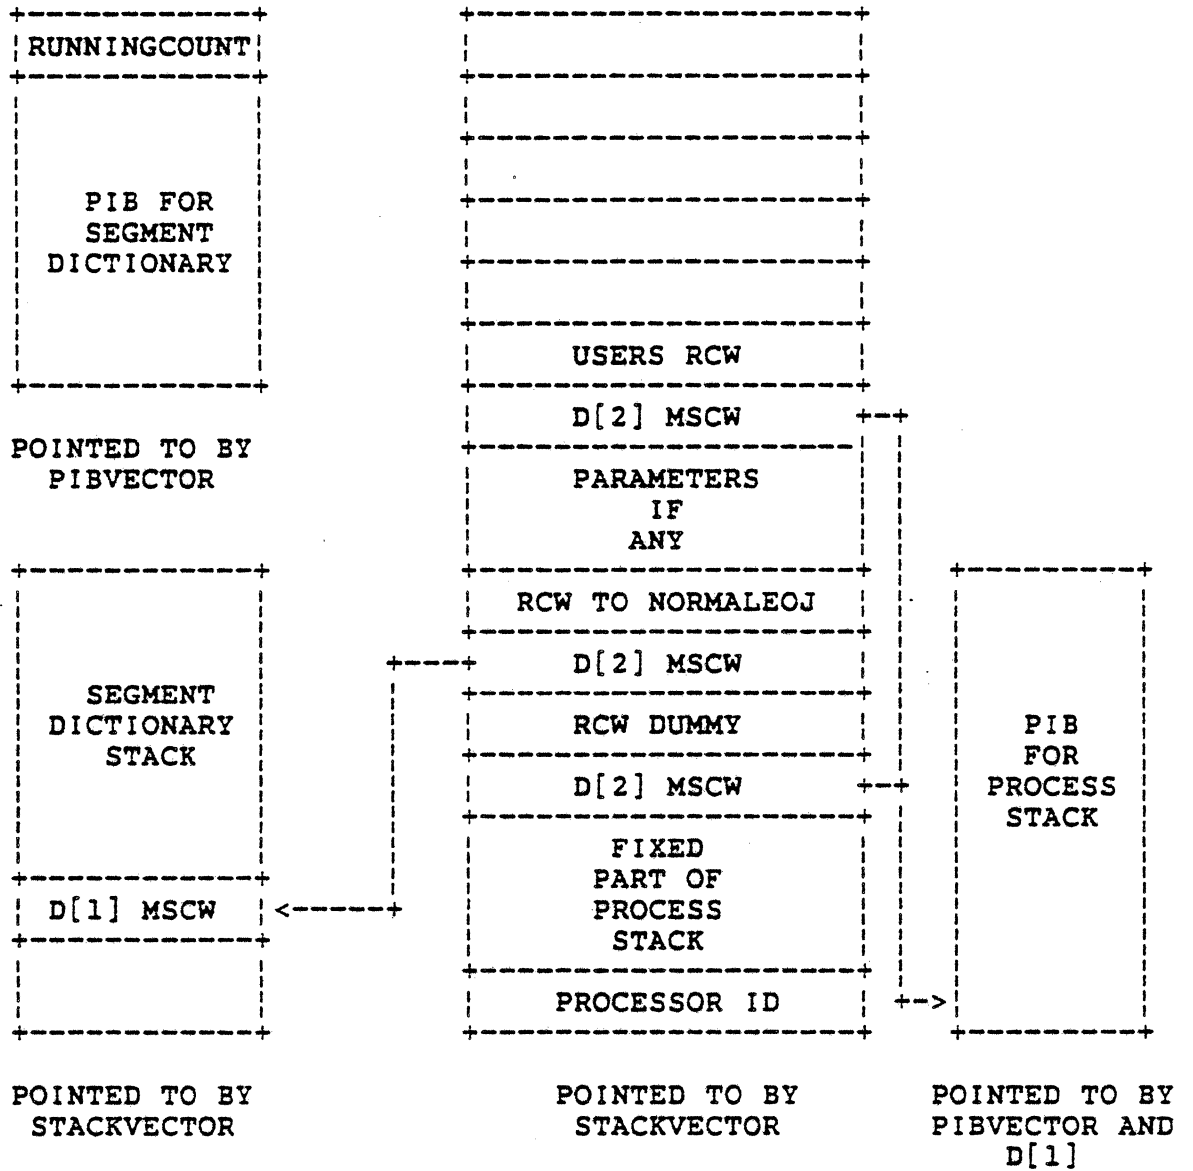 RUNNINGCOUNT
PIB FOR
SEGMENT
DICTIONARY
POINTED TO BY
PIBVECTOR
SEGMENT
DICTIONARY
STACK
D[1] MSCW
POINTED TO BY
STACKVECTOR
USERS RCW
D[2] MSCW
PARAMETERS
IF
ANY
RCW TO NORMALEOJ
D[2] MSCW
RCW DUMMY
D[2] MSCW
FIXED
PART OF
PROCESS
STACK
PROCESSOR ID
POINTED TO BY
STACKVECTOR
PIB
FOR
PROCESS
STACK
POINTED TO BY
PIBVECTOR AND
D[1]